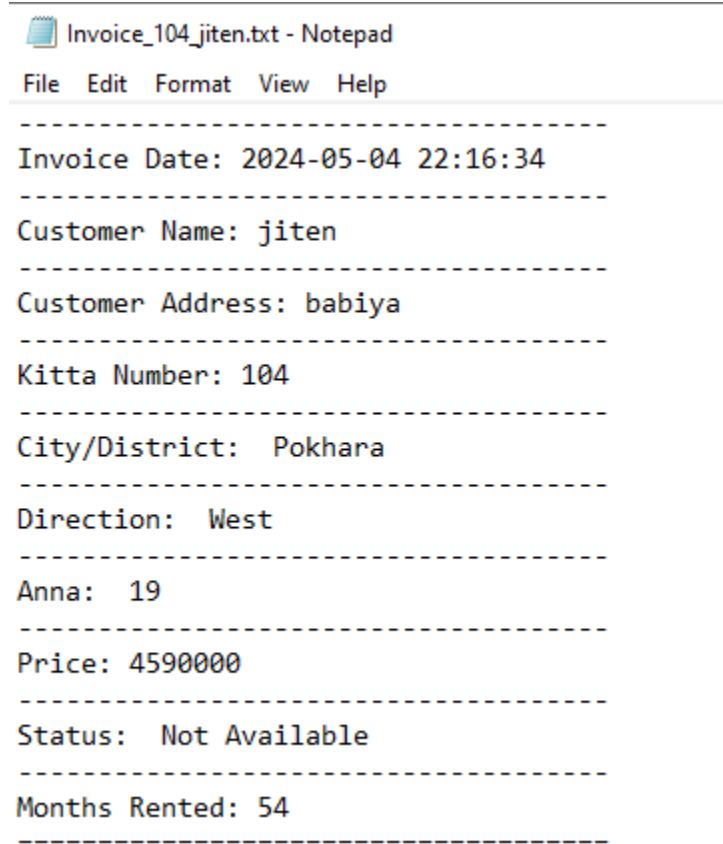 Invoice_104_jiten.txt - Notepad
File Edit Format View Help
-------------------------------------
Invoice Date: 2024-05-04 22:16:34
-------------------------------------
Customer Name: jiten
-------------------------------------
Customer Address: babiya
-------------------------------------
Kitta Number: 104
-------------------------------------
City/District:  Pokhara
-------------------------------------
Direction:  West
-------------------------------------
Anna:  19
-------------------------------------
Price: 4590000
-------------------------------------
Status:  Not Available
-------------------------------------
Months Rented: 54
-------------------------------------